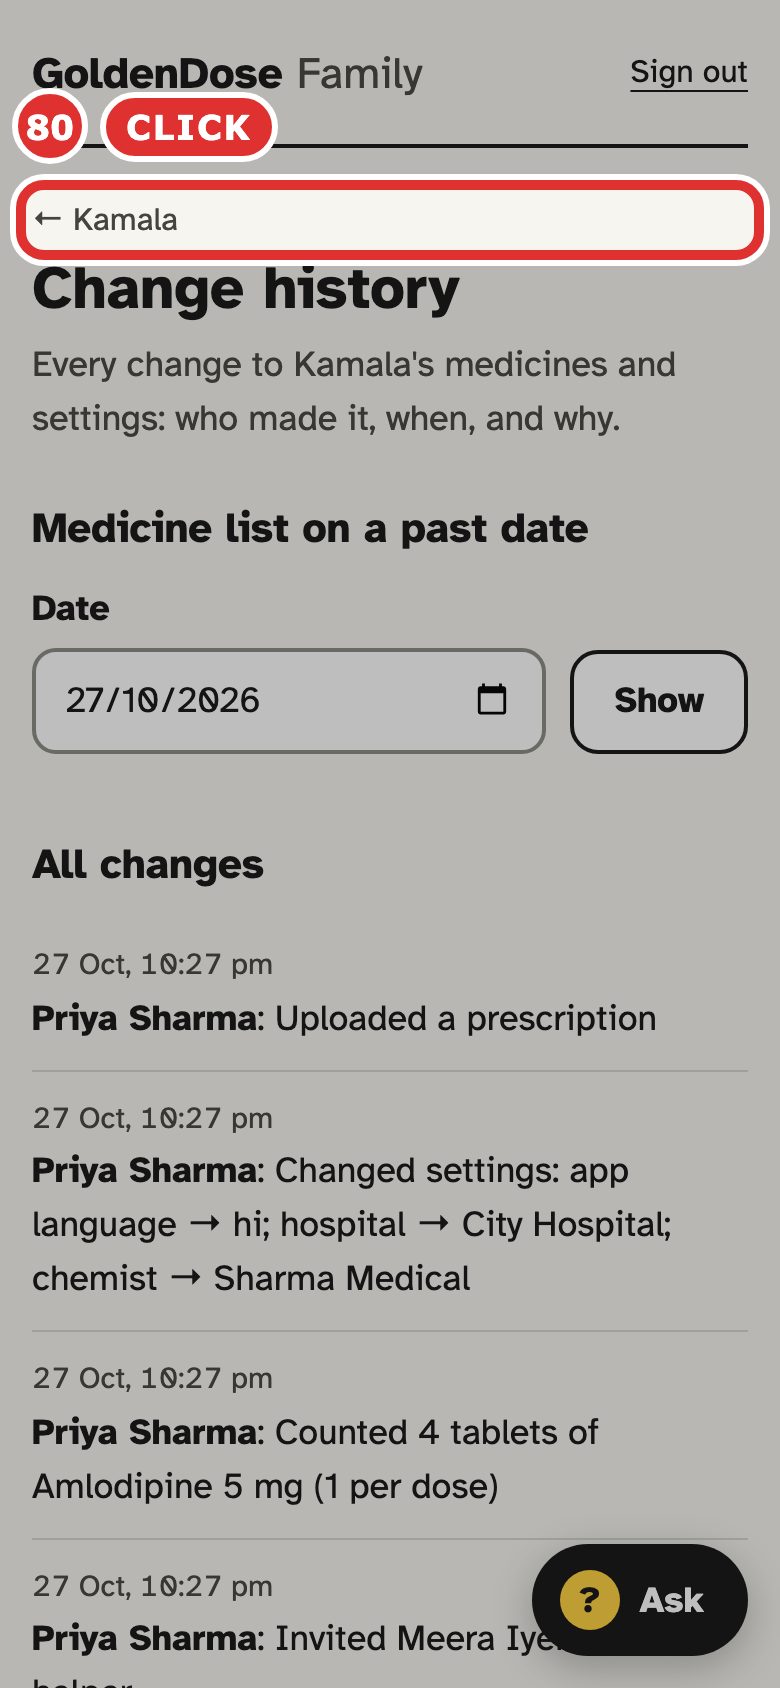 GoldenDose Family
Sign out
80 CLICK
← Kamala
Change history
Every change to Kamala's medicines and
settings: who made it, when, and why.
Medicine list on a past date
Date
27/10/2026
Show
All changes
27 Oct, 10:27 pm
Priya Sharma: Uploaded a prescription
27 Oct, 10:27 pm
Priya Sharma: Changed settings: app
language → hi; hospital → City Hospital;
chemist → Sharma Medical
27 Oct, 10:27 pm
Priya Sharma: Counted 4 tablets of
Amlodipine 5 mg (1 per dose)
27 Oct, 10:27 pm
Priya Sharma: Invited Meera
? Ask